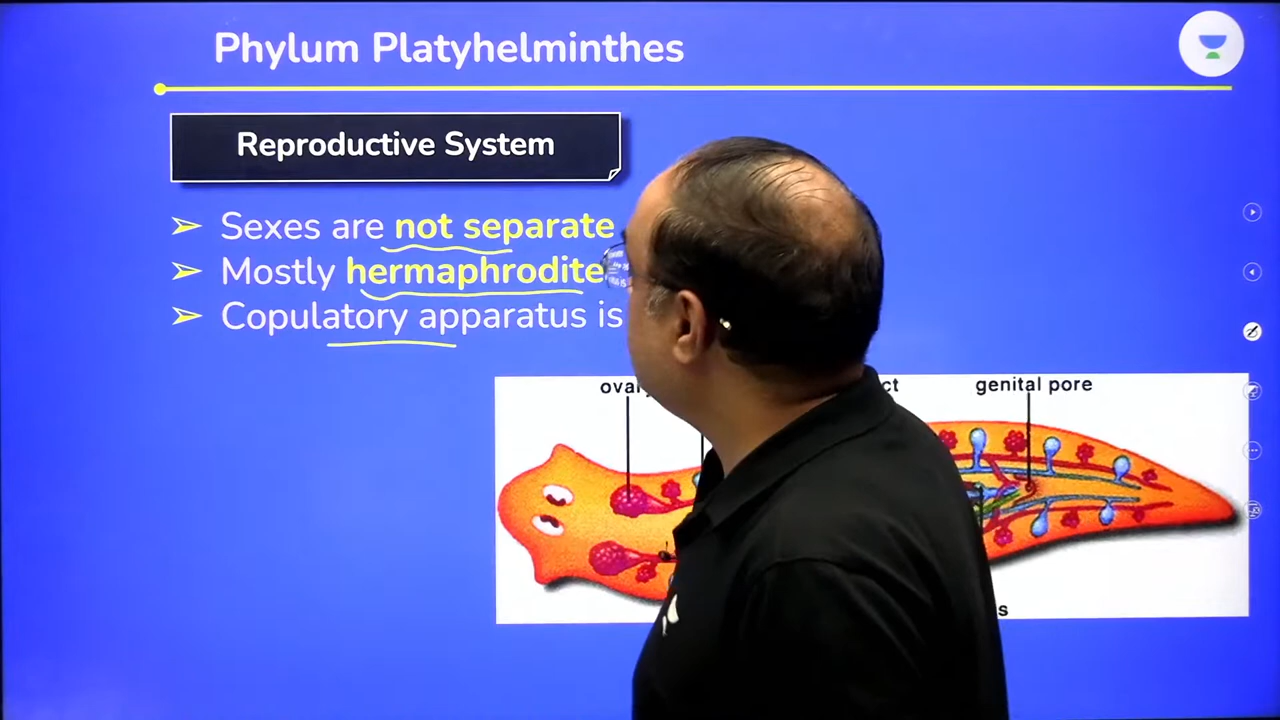 Phylum Platyhelminthes
Reproductive System
➢ Sexes are not separate
➢ Mostly hermaphrodite
➢ Copulatory apparatus is
genital pore